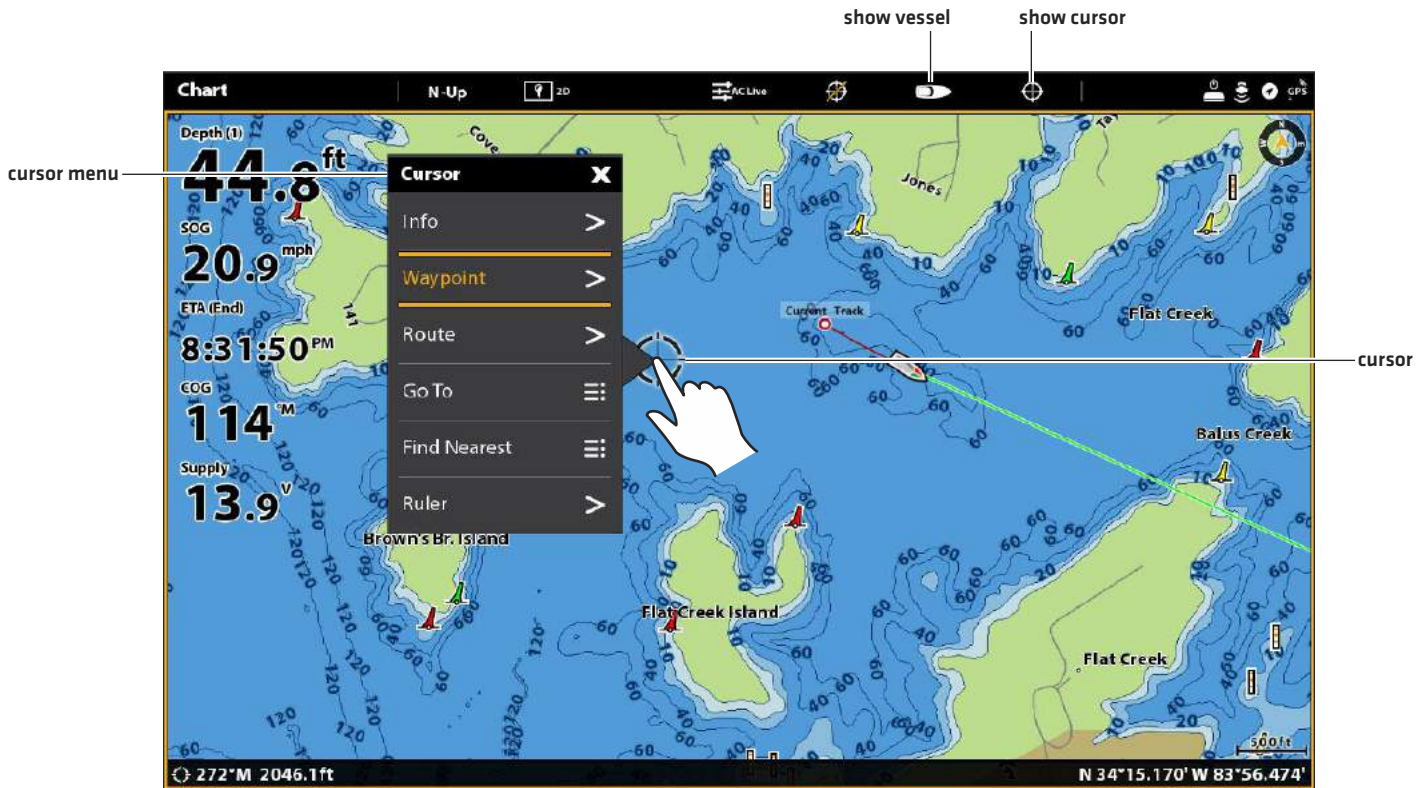 show vessel
show cursor
Chart
N-Up
2D
AC Live
GPS
Depth (1)
44.8 ft
SOG
20.9 mph
ETA (End)
8:31:50 PM
COG
114 °M
Supply
13.9 V
cursor menu
Cursor X
Info >
Waypoint >
Route >
Go To
Find Nearest
Ruler >
cursor
Cove
Jones
141
Current Track
Flat Creek
Balus Creek
Brown's Br. Island
Flat Creek Island
Flat Creek
500 ft
272°M 2046.1ft
N 34°15.170' W 83°56.474'